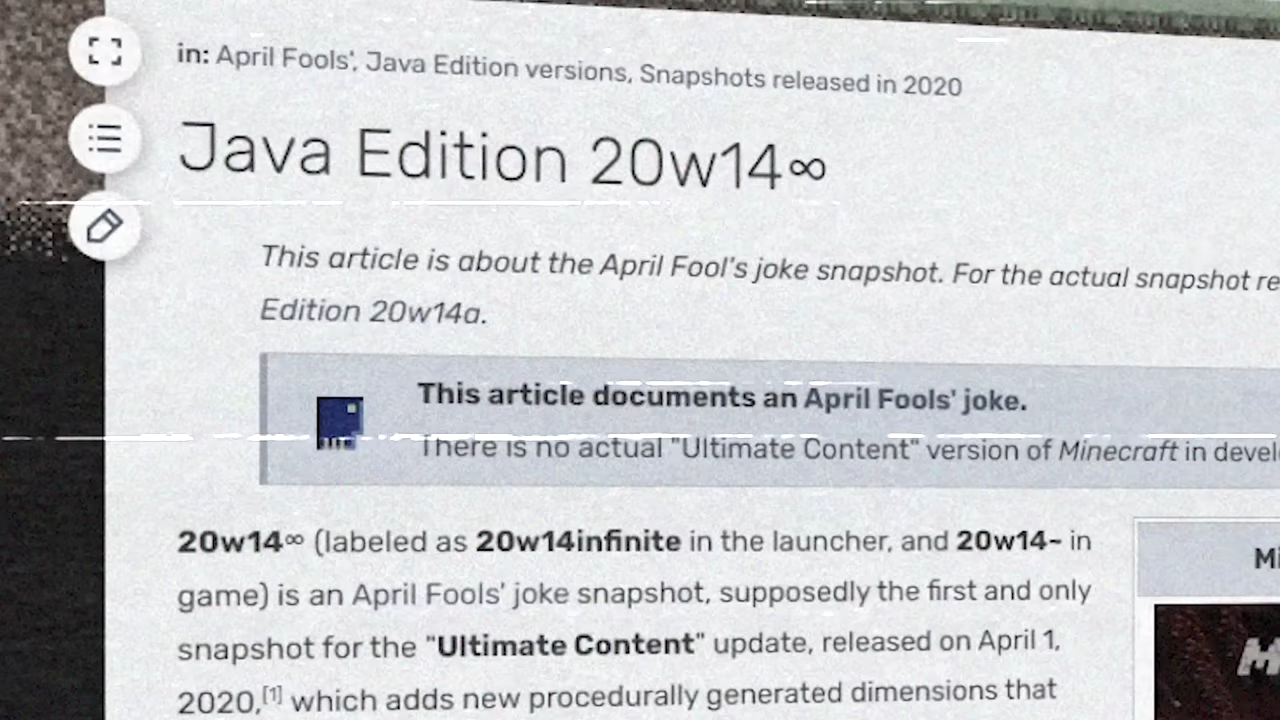 in: April Fools', Java Edition versions, Snapshots released in 2020
Java Edition 20w14∞
This article is about the April Fool's joke snapshot. For the actual snapshot re
Edition 20w14a.
This article documents an April Fools' joke.
There is no actual "Ultimate Content" version of Minecraft in devel
20w14∞ (labeled as 20w14infinite in the launcher, and 20w14~ in
game) is an April Fools' joke snapshot, supposedly the first and only
snapshot for the "Ultimate Content" update, released on April 1,
2020,[1] which adds new procedurally generated dimensions that
Mi
M